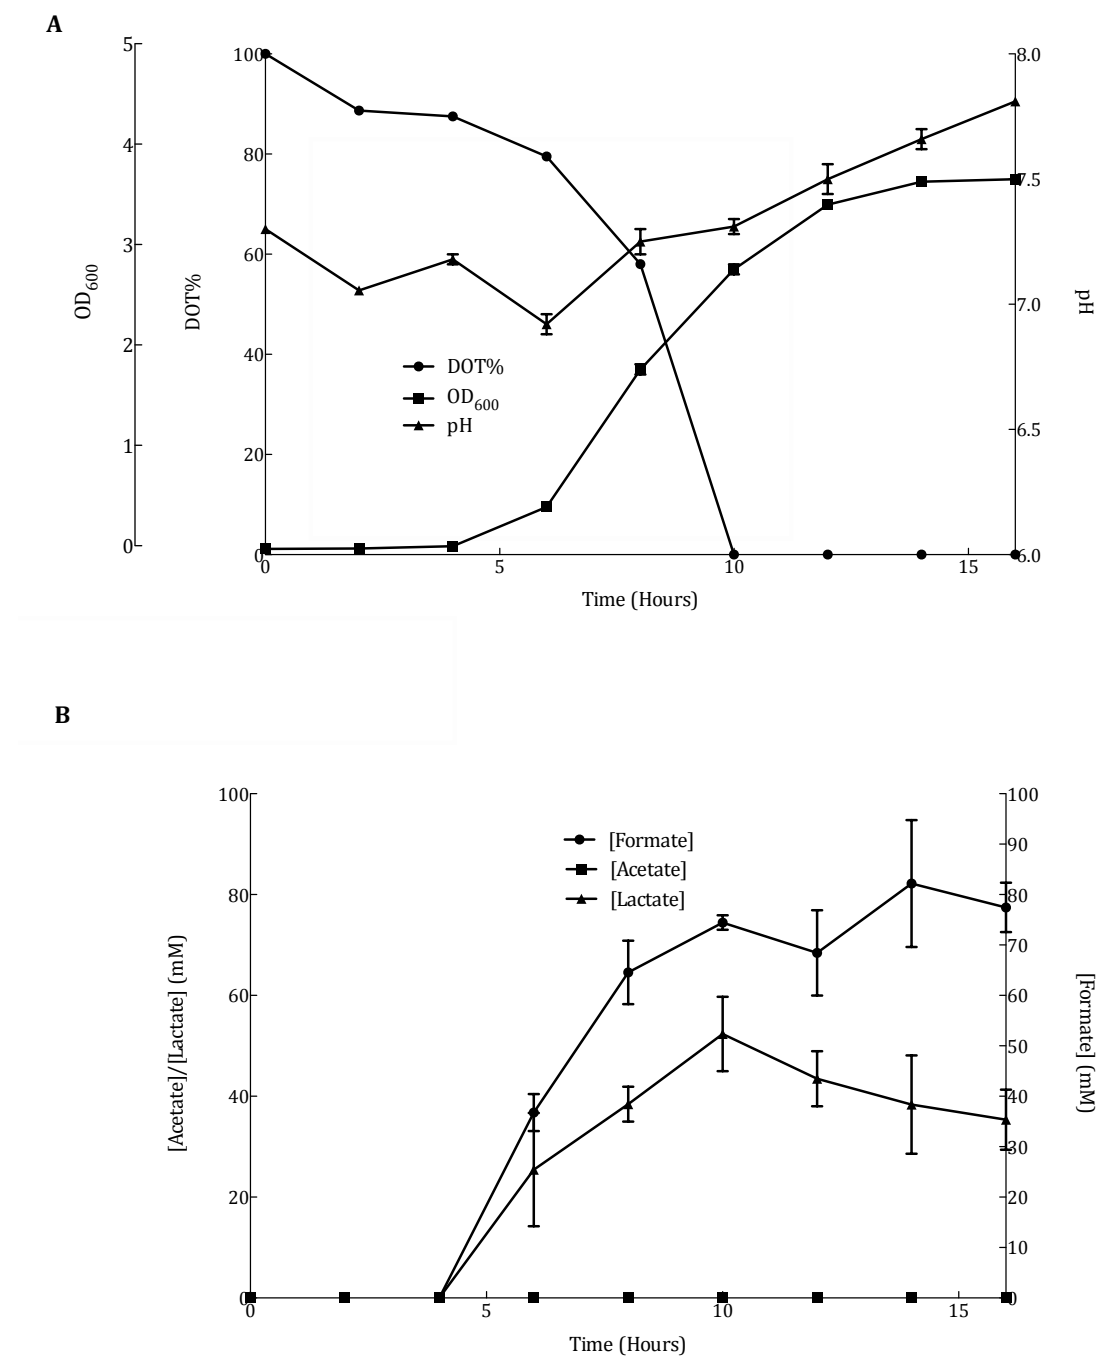 A
5
4
3
2
1
0
OD600
100
80
60
40
20
0
DOT%
8.0
7.5
7.0
6.5
6.0
pH
DOT%
OD600
pH
0 5 10 15
Time (Hours)
B
100
80
60
40
20
0
[Acetate]/[Lactate] (mM)
[Formate]
[Acetate]
[Lactate]
100
90
80
70
60
50
40
30
20
10
0
[Formate] (mM)
0 5 10 15
Time (Hours)